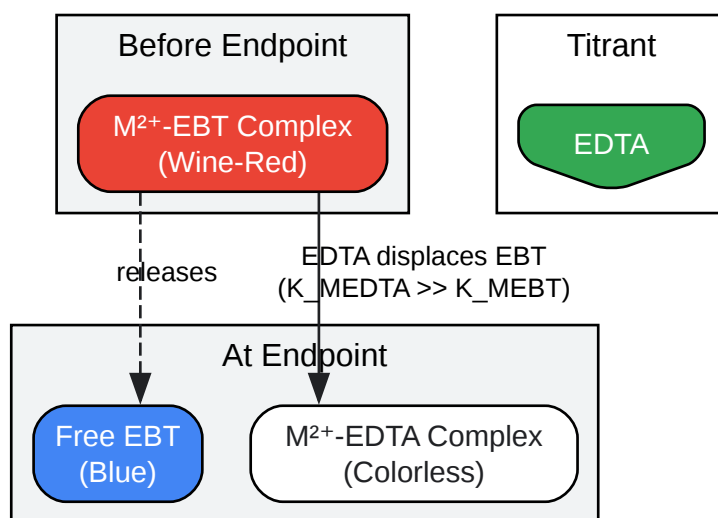 Before Endpoint
M²⁺-EBT Complex
(Wine-Red)
Titrant
EDTA
releases
EDTA displaces EBT
(K_MEDTA >> K_MEBT)
At Endpoint
Free EBT
(Blue)
M²⁺-EDTA Complex
(Colorless)